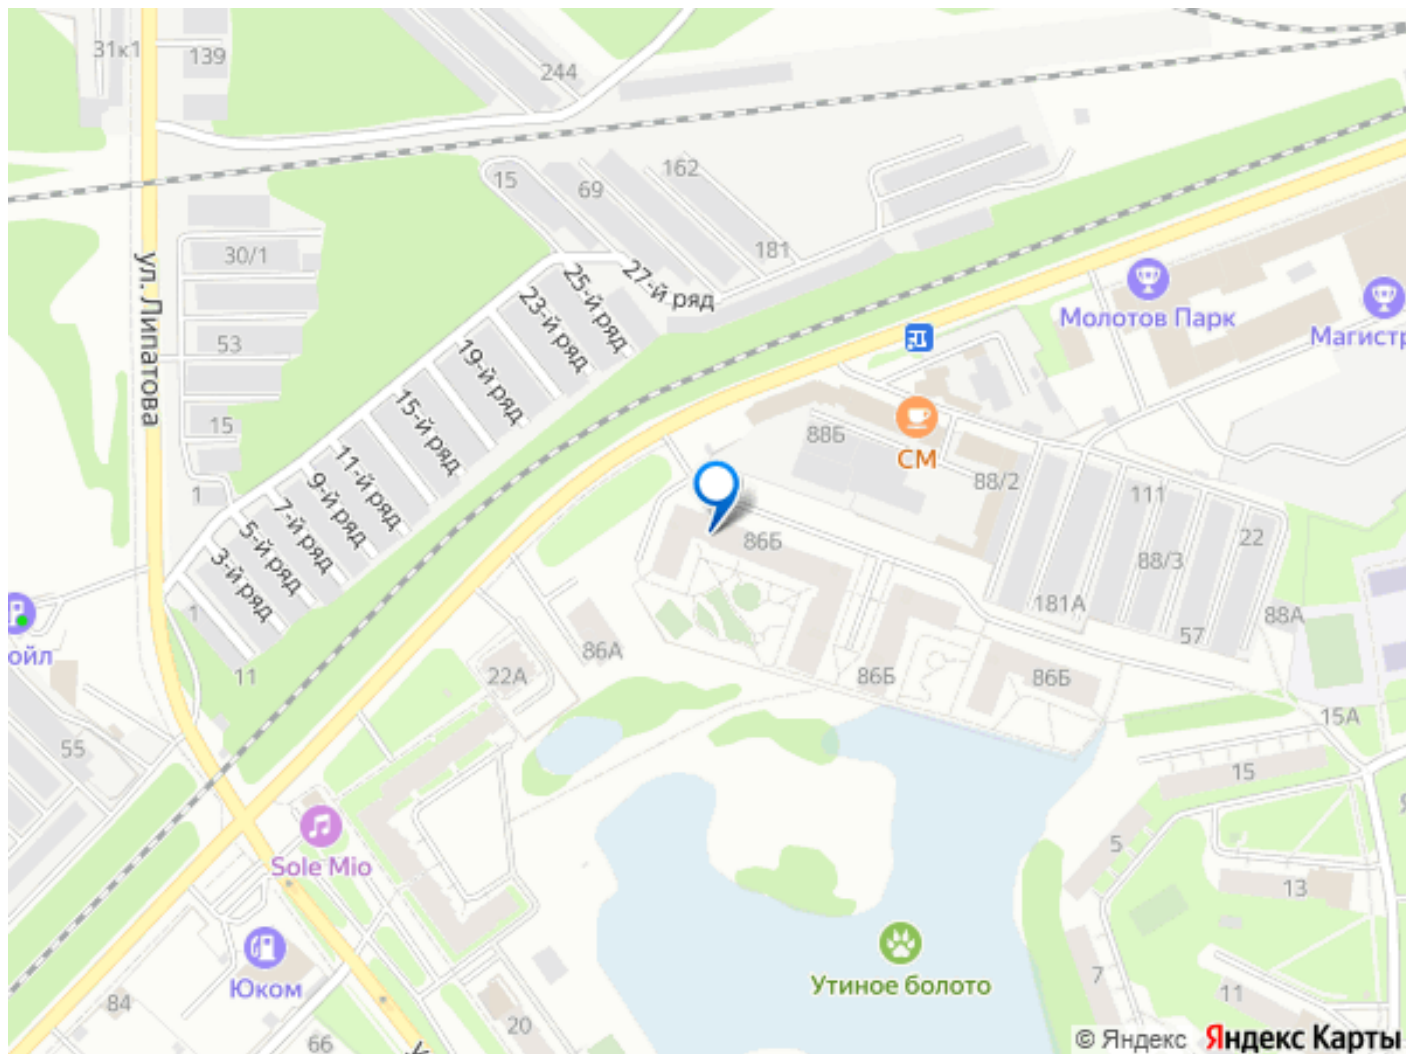 31к1
139
244
15
69
162
181
30/1
27-й ряд
25-й ряд
23-й ряд
ул. Липатова
53
19-й ряд
15-й ряд
15
11-й ряд
9-й ряд
1
7-й ряд
5-й ряд
3-й ряд
1
11
Молотов Парк
Магистр
88Б
СМ
88/2
111
22
86Б
88/3
181А
57
88А
ойл
86А
22А
86Б
86Б
15А
55
15
Sole Mio
5
13
Юком
Утиное болото
7
11
84
20
66
© Яндекс Яндекс Карты